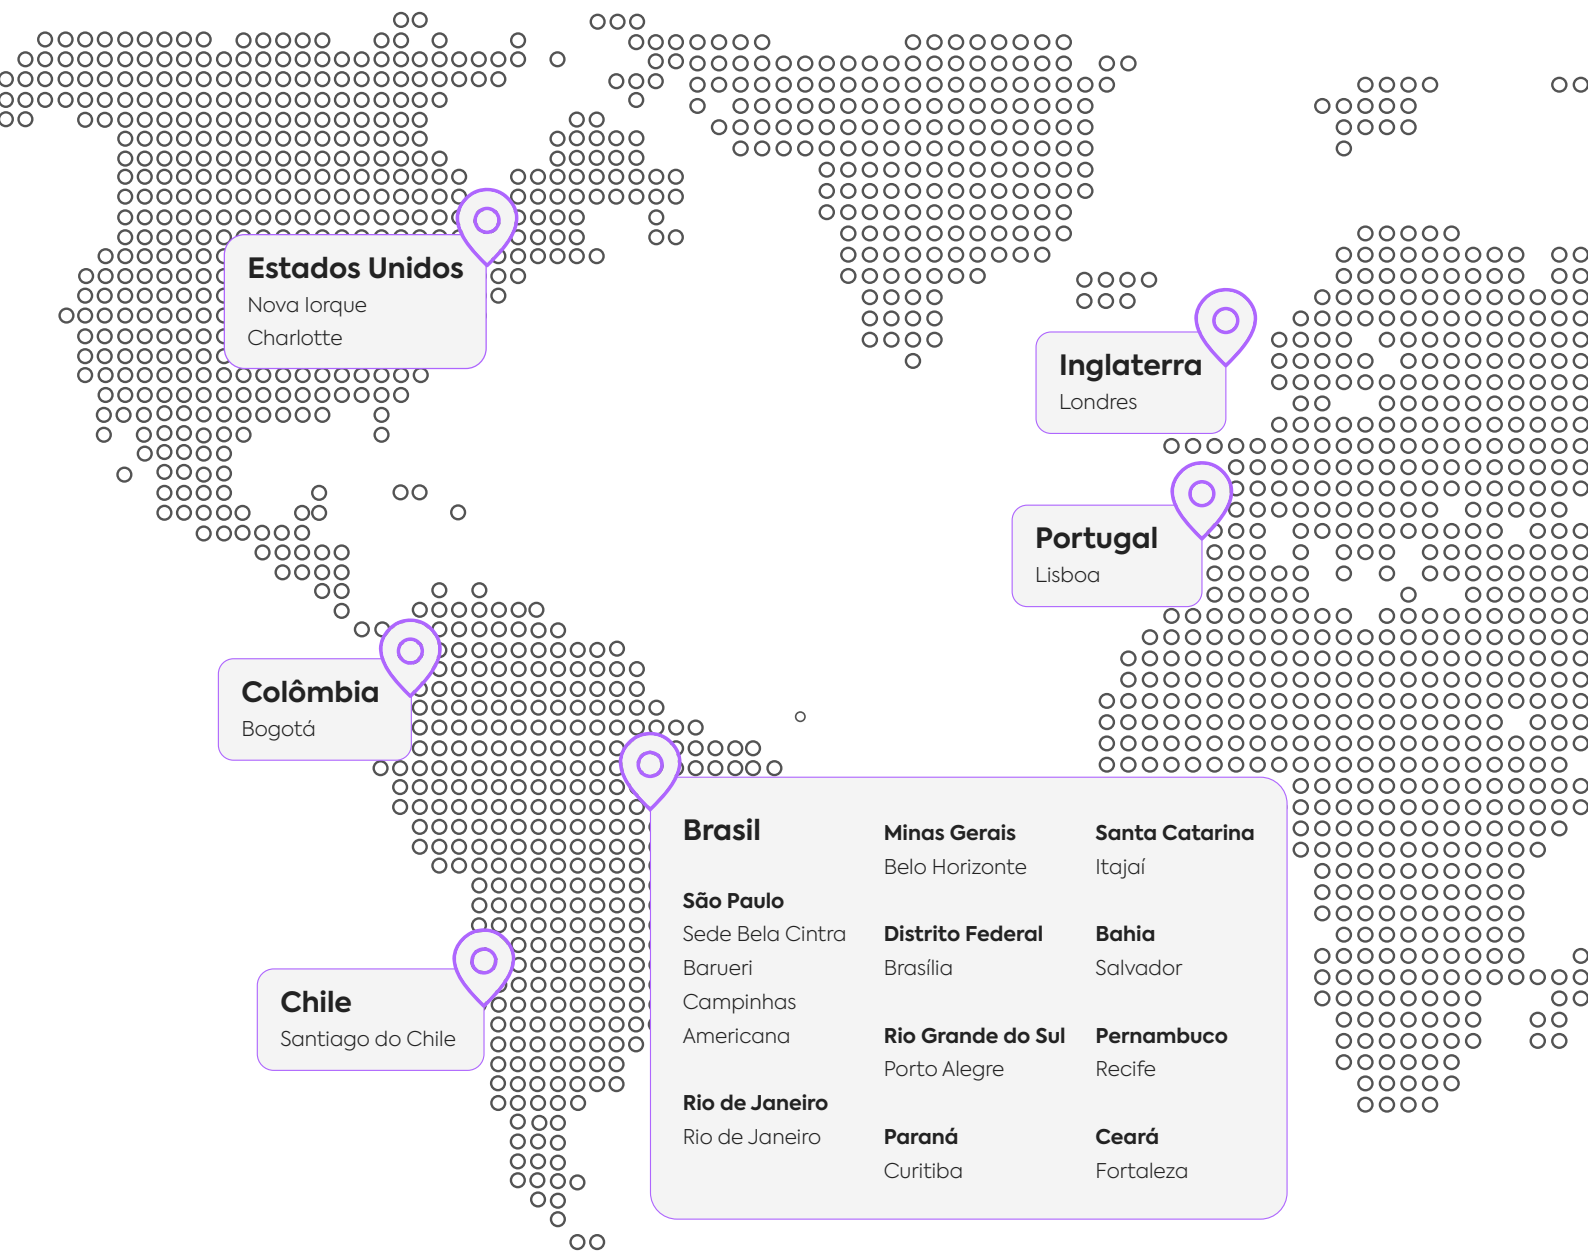 Estados Unidos
Nova Iorque
Charlotte
Inglaterra
Londres
Portugal
Lisboa
Colômbia
Bogotá
Brasil
São Paulo
Sede Bela Cintra
Barueri
Campinhas
Americana
Rio de Janeiro
Rio de Janeiro
Minas Gerais
Belo Horizonte
Distrito Federal
Brasília
Rio Grande do Sul
Porto Alegre
Paraná
Curitiba
Santa Catarina
Itajaí
Bahia
Salvador
Pernambuco
Recife
Ceará
Fortaleza
Chile
Santiago do Chile